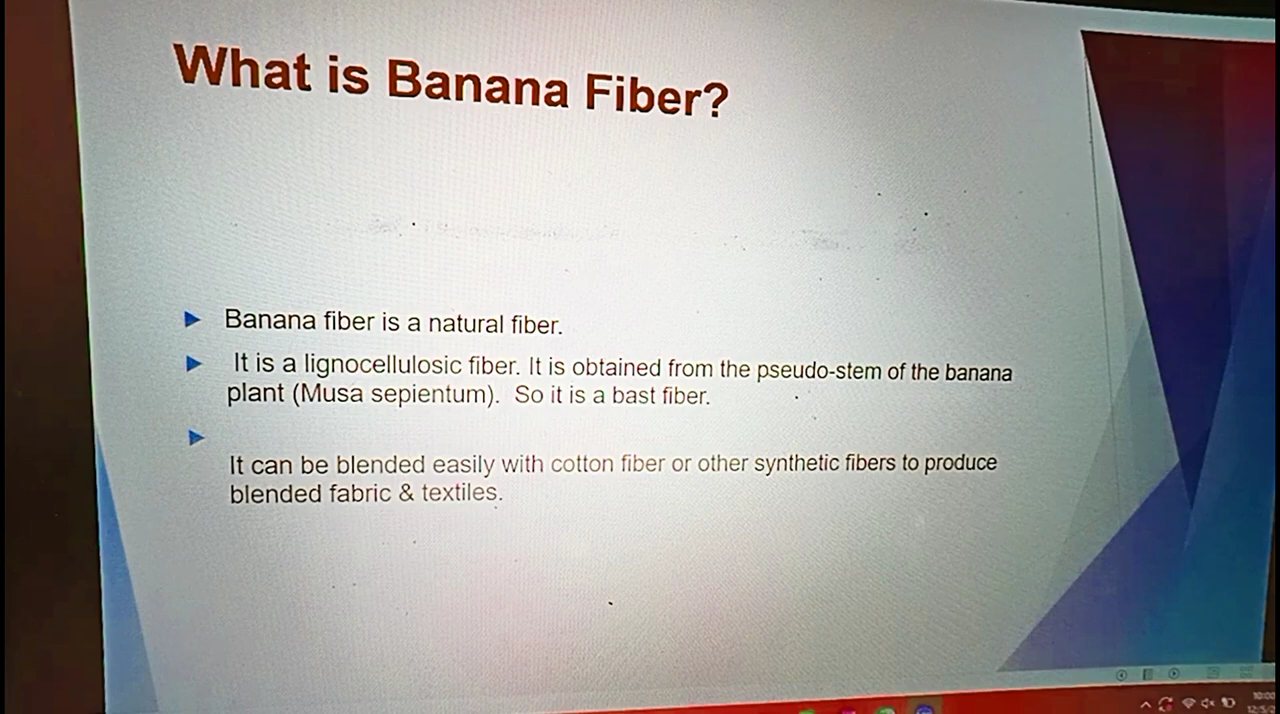 What is Banana Fiber?
Banana fiber is a natural fiber.
It is a lignocellulosic fiber. It is obtained from the pseudo-stem of the banana
plant (Musa sepientum). So it is a bast fiber.
It can be blended easily with cotton fiber or other synthetic fibers to produce
blended fabric & textiles.